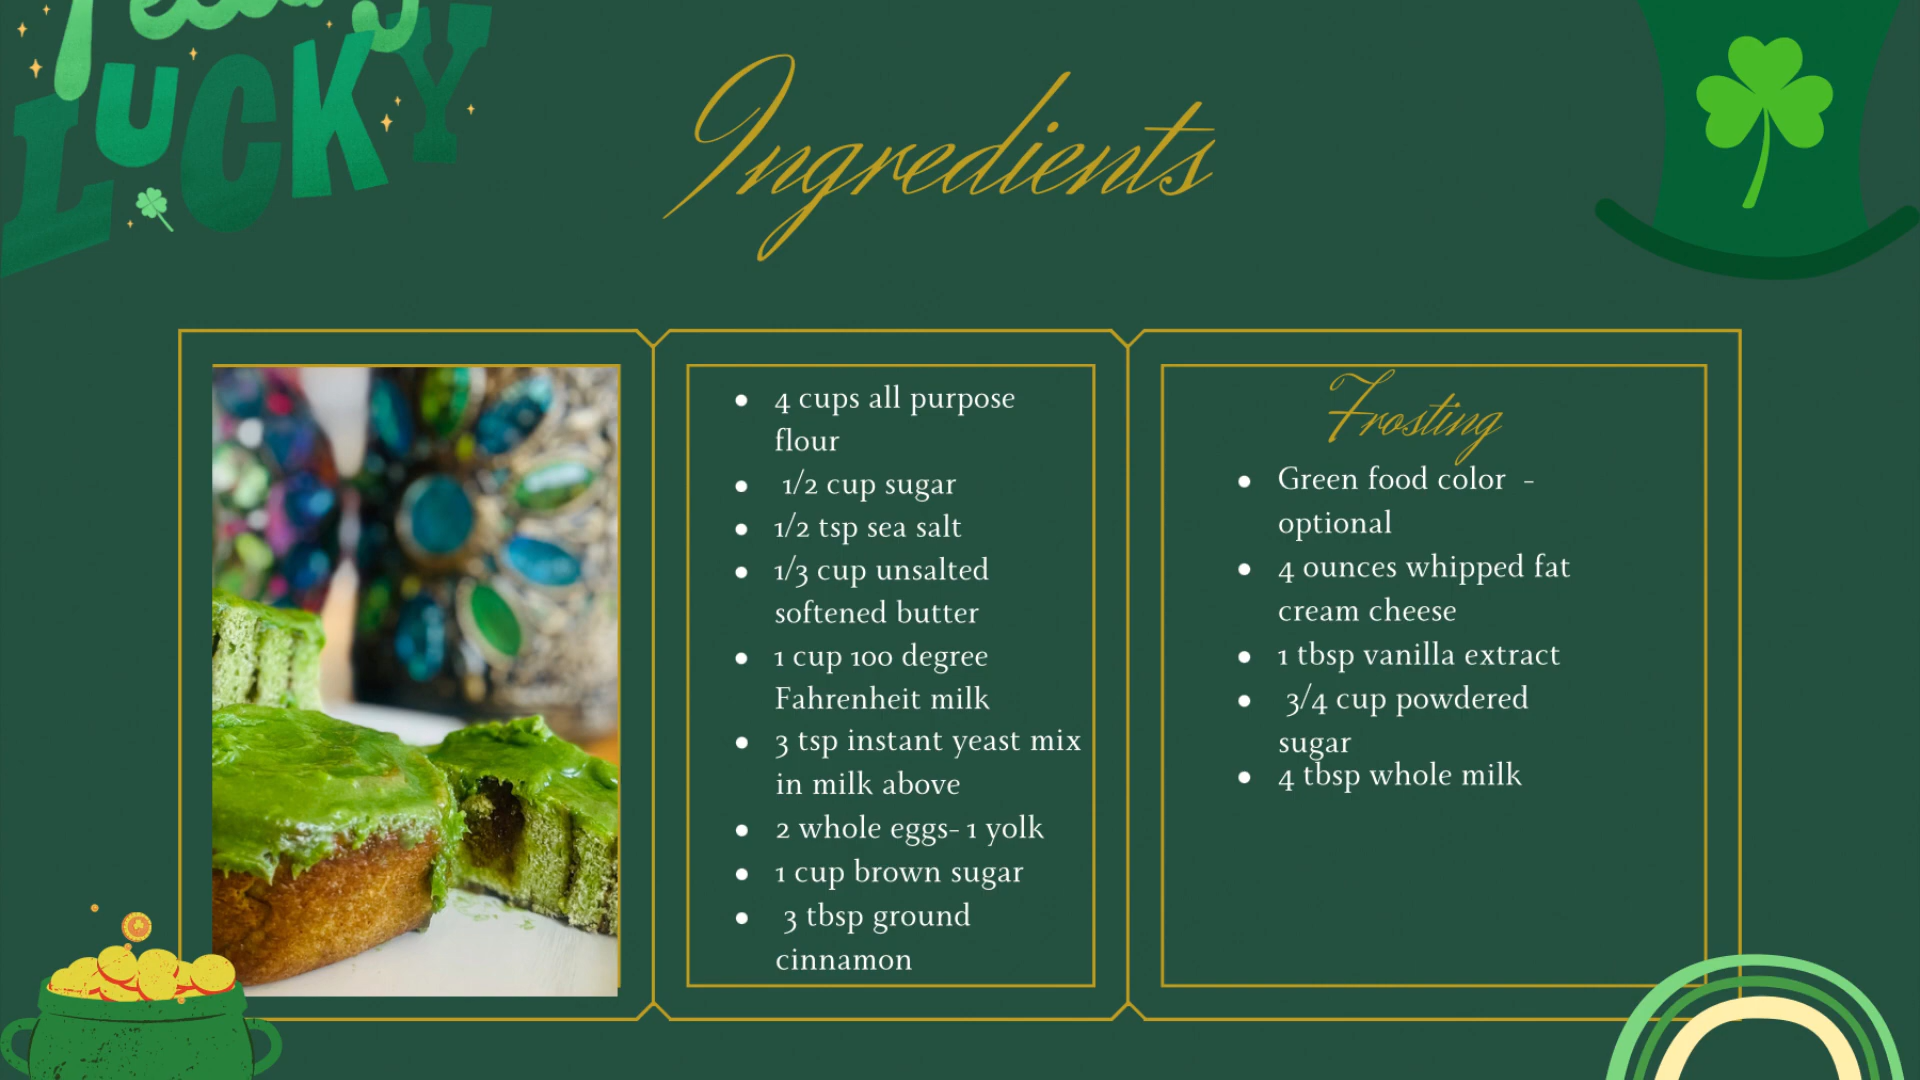 LUCKY
Ingredients
4 cups all purpose
flour
1/2 cup sugar
1/2 tsp sea salt
1/3 cup unsalted
softened butter
1 cup 100 degree
Fahrenheit milk
3 tsp instant yeast mix
in milk above
2 whole eggs- 1 yolk
1 cup brown sugar
3 tbsp ground
cinnamon
Frosting
Green food color -
optional
4 ounces whipped fat
cream cheese
1 tbsp vanilla extract
3/4 cup powdered
sugar
4 tbsp whole milk